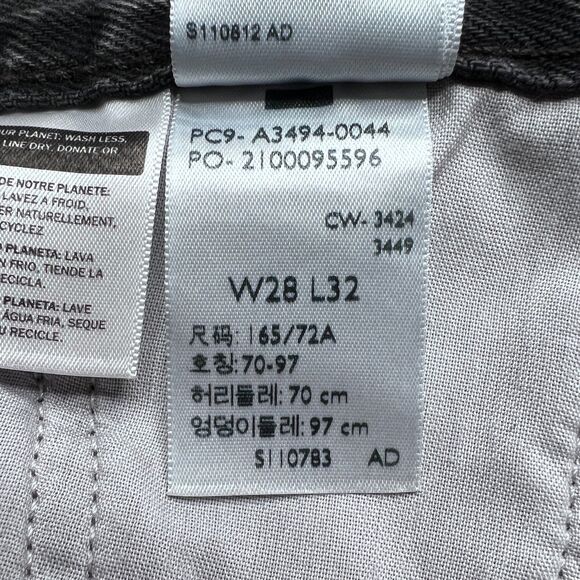 S110812 AD
PC9- A3494-0044
PO- 2100095596
CW- 3424
3449
W28 L32
尺码: 165/72A
호칭: 70-97
허리둘레: 70 cm
엉덩이둘레: 97 cm
S110783 AD
UR PLANET: WASH LESS,
LINE DRY, DONATE OR
DE NOTRE PLANETE:
LAVEZ A FROID,
ER NATURELLEMENT,
CYCLEZ
PLANETA: LAVA
N FRIO, TIENDE LA
RECICLA.
PLANETA: LAVE
ÁGUA FRIA, SEQUE
U RECICLE.